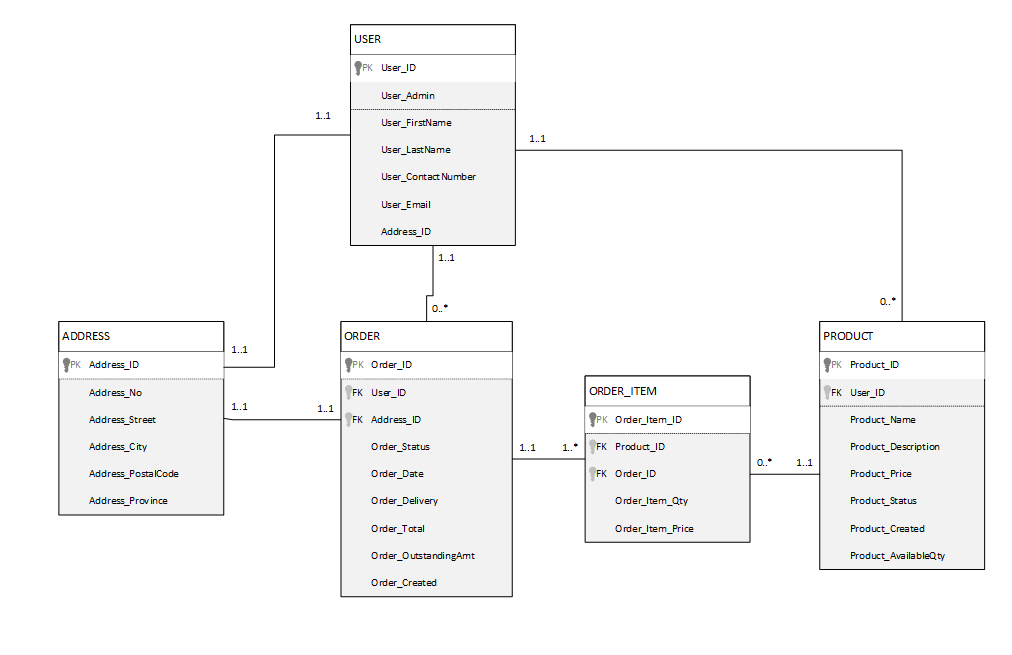 USER
PK User_ID
User_Admin
User_FirstName
User_LastName
User_ContactNumber
User_Email
Address_ID
1..1
1..1
1..1
0..*
0..*
ADDRESS
PK Address_ID
Address_No
Address_Street
Address_City
Address_PostalCode
Address_Province
1..1
1..1
1..1
ORDER
PK Order_ID
FK User_ID
FK Address_ID
Order_Status
Order_Date
Order_Delivery
Order_Total
Order_OutstandingAmt
Order_Created
1..1
1..*
ORDER_ITEM
PK Order_Item_ID
FK Product_ID
FK Order_ID
Order_Item_Qty
Order_Item_Price
0..*
1..1
PRODUCT
PK Product_ID
FK User_ID
Product_Name
Product_Description
Product_Price
Product_Status
Product_Created
Product_AvailableQty